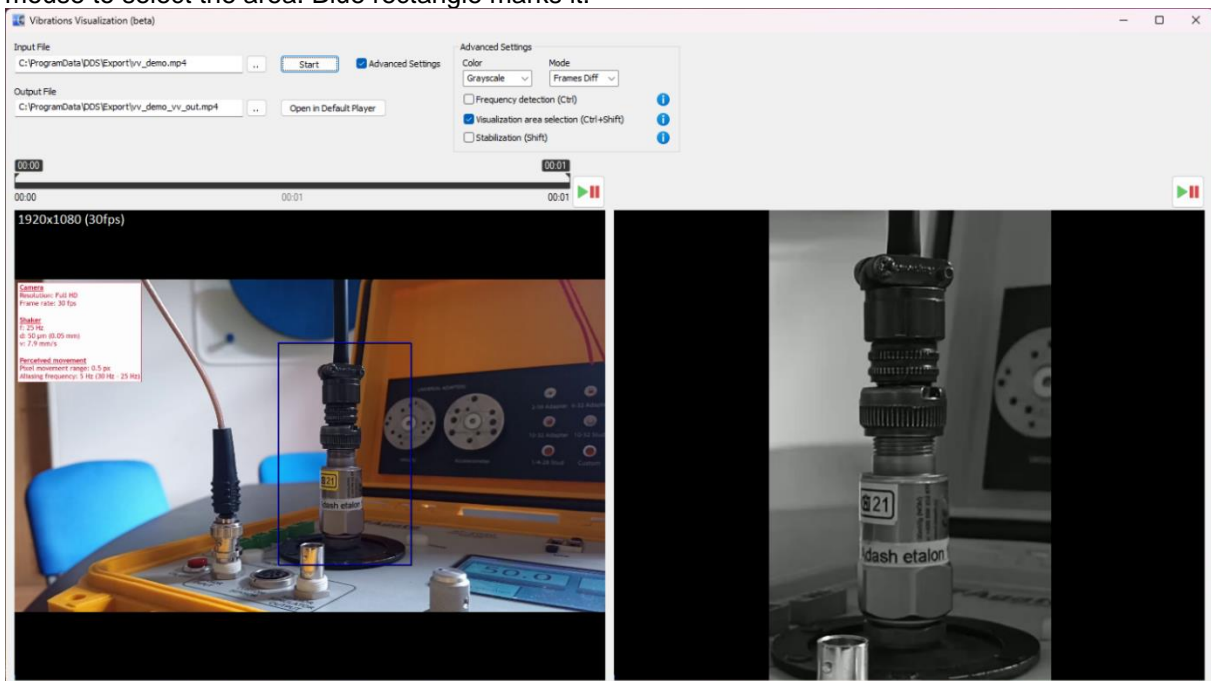 mouse to select the area. Blue rectangle marks it.
Vibrations Visualization (beta)
Input File
C:\ProgramData\DDS\Export\vv_demo.mp4
..
Start
Advanced Settings
Output File
C:\ProgramData\DDS\Export\vv_demo_vv_out.mp4
..
Open in Default Player
Advanced Settings
Color
Mode
Grayscale
Frames Diff
Frequency detection (Ctrl)
Visualization area selection (Ctrl+Shift)
Stablization (Shift)
00:00
00:01
00:00
00:01
00:01
1920x1080 (30fps)
Camera
Resolution: Full HD
Frame rate: 30 fps
Shaker
f: 25 Hz
d: 50 µm (0.05 mm)
v: 7.9 mm/s
Perceived movement
Pixel movement range: 0.5 px
Aliasing frequency: 5 Hz (30 Hz - 25 Hz)
21
dash etalon
50.0
21
Adash etalon